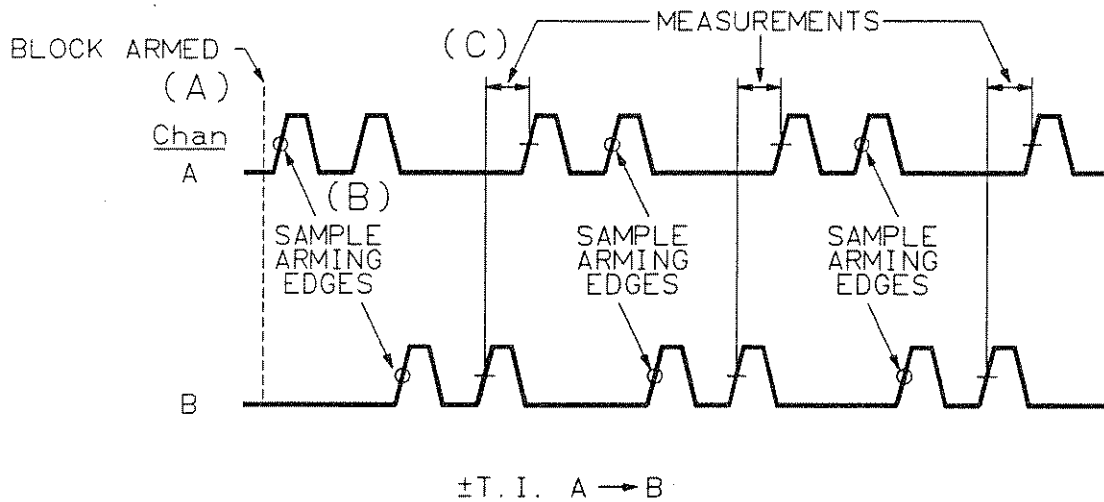 MEASUREMENTS
BLOCK ARMED
(A)
(C)
Chan
A
(B)
SAMPLE
ARMING
EDGES
SAMPLE
ARMING
EDGES
SAMPLE
ARMING
EDGES
B
±T.I. A → B